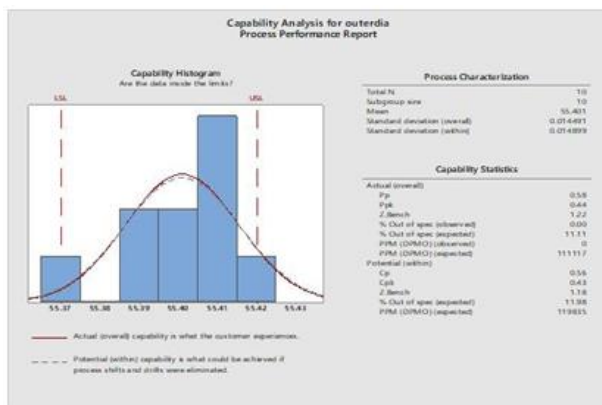 Capability Analysis for outerdia
Process Performance Report
Capability Histogram
Are the data inside the limits?
LSL
USL
55.37 55.38 55.39 55.40 55.41 55.42 55.43
Actual (overall) capability is what the customer experiences.
Potential (within) capability is what could be achieved if
process shifts and drifts were eliminated.
Process Characterization
Total N 10
Subgroup size 10
Mean 55.401
Standard deviation (overall) 0.014491
Standard deviation (within) 0.014899
Capability Statistics
Actual (overall)
Pp 0.58
Ppk 0.44
Z.Bench 1.22
% Out of spec (observed) 0.00
% Out of spec (expected) 11.11
PPM (DPMO) (observed) 0
PPM (DPMO) (expected) 111117
Potential (within)
Cp 0.56
Cpk 0.43
Z.Bench 1.18
% Out of spec (expected) 11.98
PPM (DPMO) (expected) 119835